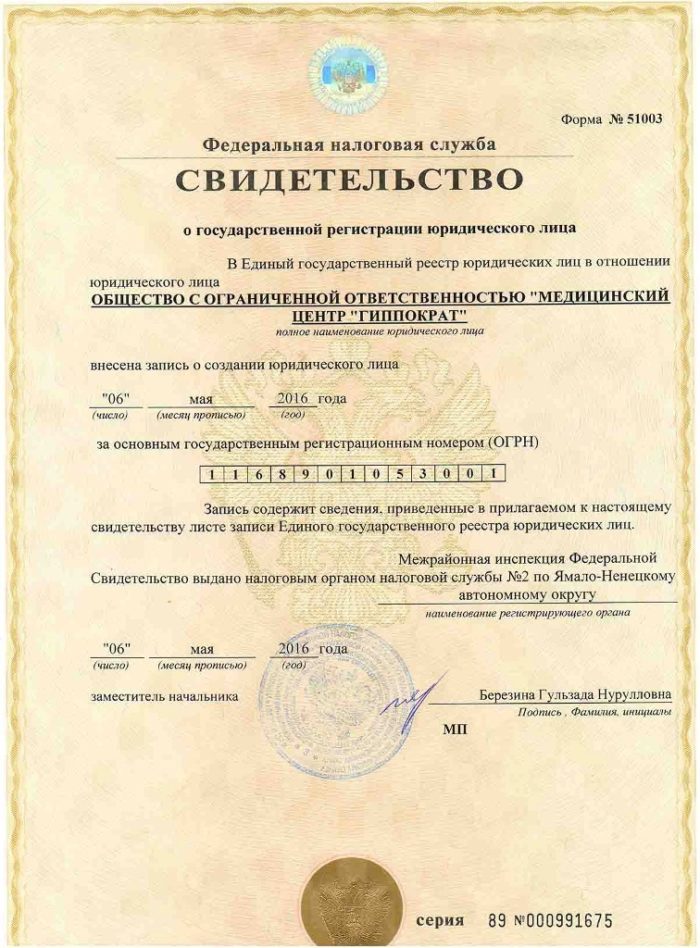 Форма № 51003
Федеральная налоговая служба
СВИДЕТЕЛЬСТВО
о государственной регистрации юридического лица
В Единый государственный реестр юридических лиц в отношении
юридического лица
ОБЩЕСТВО С ОГРАНИЧЕННОЙ ОТВЕТСТВЕННОСТЬЮ "МЕДИЦИНСКИЙ
ЦЕНТР "ГИППОКРАТ"
полное наименование юридического лица
внесена запись о создании юридического лица
"06" мая 2016 года
(число) (месяц прописью) (год)
за основным государственным регистрационным номером (ОГРН)
1 1 6 8 9 0 1 0 5 3 0 0 1
Запись содержит сведения, приведенные в прилагаемом к настоящему
свидетельству листе записи Единого государственного реестра юридических лиц.
Межрайонная инспекция Федеральной
Свидетельство выдано налоговым органом налоговой службы №2 по Ямало-Ненецкому
автономному округу
наименование регистрирующего органа
"06" мая 2016 года
(число) (месяц прописью) (год)
заместитель начальника Березина Гульзада Нурулловна
Подпись , Фамилия, инициалы
МП
серия 89 №000991675